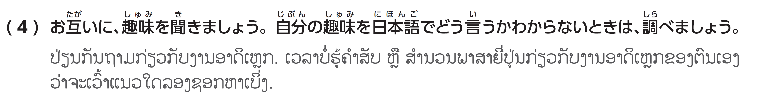 (4) お互いに、趣味を聞きましょう。自分の趣味を日本語でどう言うかわからないときは、調べましょう。
ປ່ຽນກັນຖາມກ່ຽວກັບງານອາດິເຫຼກ. ເວລາບໍ່ຮູ້ຄຳສັບ ຫຼື ສຳນວນພາສາຍີ່ປຸ່ນກ່ຽວກັບງານອາດິເຫຼກຂອງຕົນເອງ
ວ່າຈະເວົ້າແນວໃດລອງຊອກຫາເບິ່ງ.